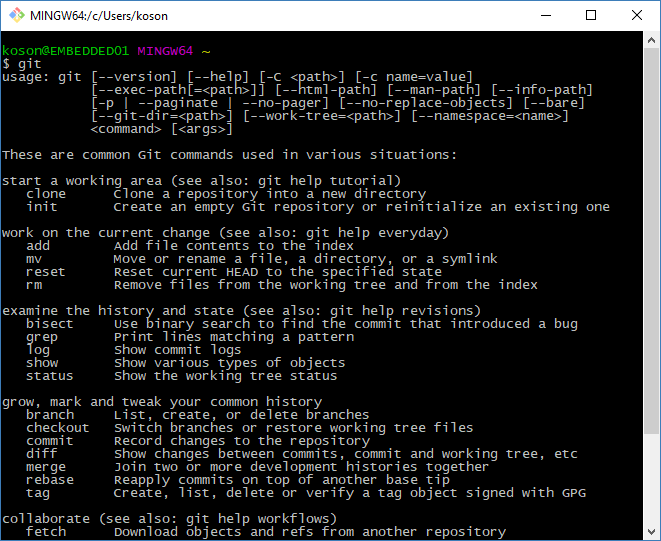 MINGW64:/c/Users/koson
koson@EMBEDDED01 MINGW64 ~
$ git
usage: git [--version] [--help] [-C <path>] [-c name=value]
           [--exec-path[=<path>]] [--html-path] [--man-path] [--info-path]
           [-p | --paginate | --no-pager] [--no-replace-objects] [--bare]
           [--git-dir=<path>] [--work-tree=<path>] [--namespace=<name>]
           <command> [<args>]

These are common Git commands used in various situations:

start a working area (see also: git help tutorial)
   clone      Clone a repository into a new directory
   init       Create an empty Git repository or reinitialize an existing one

work on the current change (see also: git help everyday)
   add        Add file contents to the index
   mv         Move or rename a file, a directory, or a symlink
   reset      Reset current HEAD to the specified state
   rm         Remove files from the working tree and from the index

examine the history and state (see also: git help revisions)
   bisect     Use binary search to find the commit that introduced a bug
   grep       Print lines matching a pattern
   log        Show commit logs
   show       Show various types of objects
   status     Show the working tree status

grow, mark and tweak your common history
   branch     List, create, or delete branches
   checkout   Switch branches or restore working tree files
   commit     Record changes to the repository
   diff       Show changes between commits, commit and working tree, etc
   merge      Join two or more development histories together
   rebase     Reapply commits on top of another base tip
   tag        Create, list, delete or verify a tag object signed with GPG

collaborate (see also: git help workflows)
   fetch      Download objects and refs from another repository